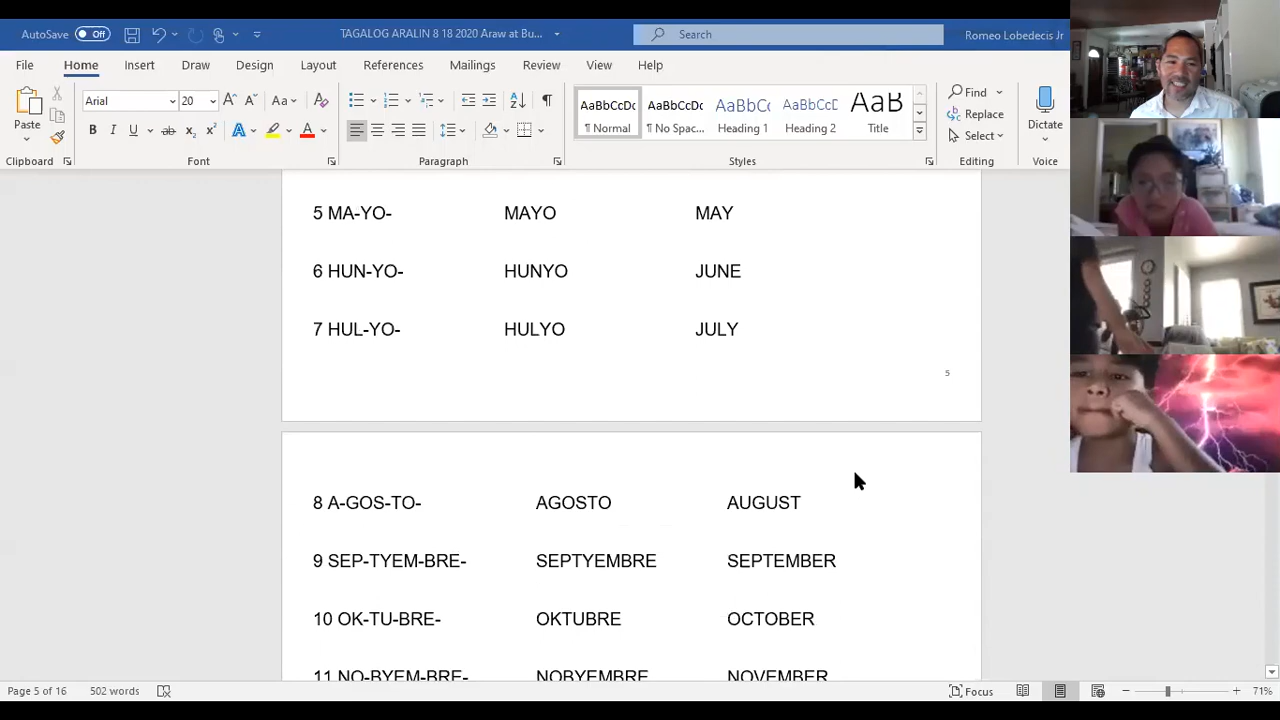 AutoSave Off TAGALOG ARALIN 8 18 2020 Araw at Bu... Search Romeo Lobedecis Jr
File Home Insert Draw Design Layout References Mailings Review View Help
Paste Arial 20 A A Aa A AaBbCcDc AaBbCcDc AaBbCc AaBbCcD AaB Find Dictate
B I U ab x₂ x² A A ¶ Normal ¶ No Spac... Heading 1 Heading 2 Title Replace Select
Clipboard Font Paragraph Styles Editing Voice
5 MA-YO- MAYO MAY
6 HUN-YO- HUNYO JUNE
7 HUL-YO- HULYO JULY
5
8 A-GOS-TO- AGOSTO AUGUST
9 SEP-TYEM-BRE- SEPTYEMBRE SEPTEMBER
10 OK-TU-BRE- OKTUBRE OCTOBER
11 NO-BYEM-BRE- NOBYEMBRE NOVEMBER
Page 5 of 16 502 words Focus 71%